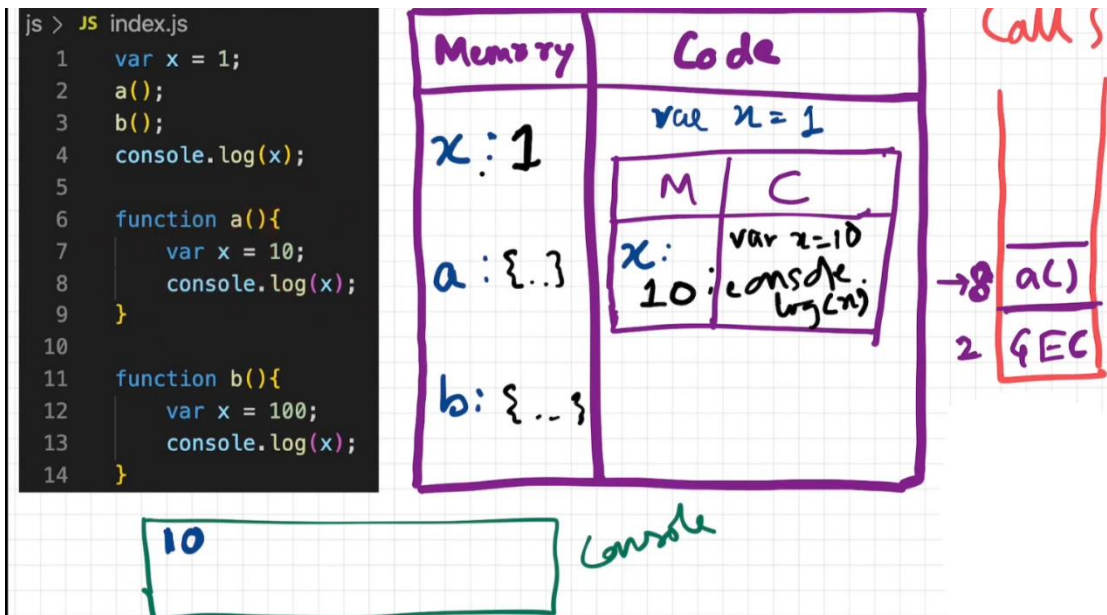 js > JS index.js
1 var x = 1;
2 a();
3 b();
4 console.log(x);
5
6 function a(){
7 var x = 10;
8 console.log(x);
9 }
10
11 function b(){
12 var x = 100;
13 console.log(x);
14 }
Memory
Code
x : 1
a : {..}
b : {...}
var x = 1
M
C
x :
10
var x=10
console.
log(x)
Call S
→8 a()
2 GEC
10
Console